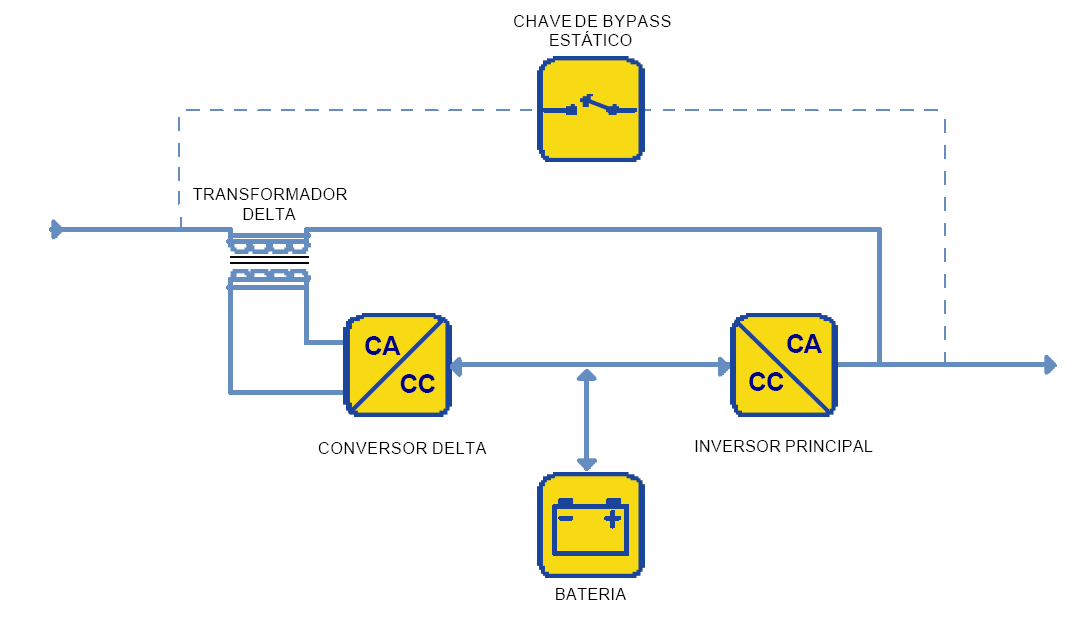 CHAVE DE BYPASS
ESTÁTICO
TRANSFORMADOR
DELTA
CA
CC
CA
CC
CONVERSOR DELTA
INVERSOR PRINCIPAL
- +
BATERIA